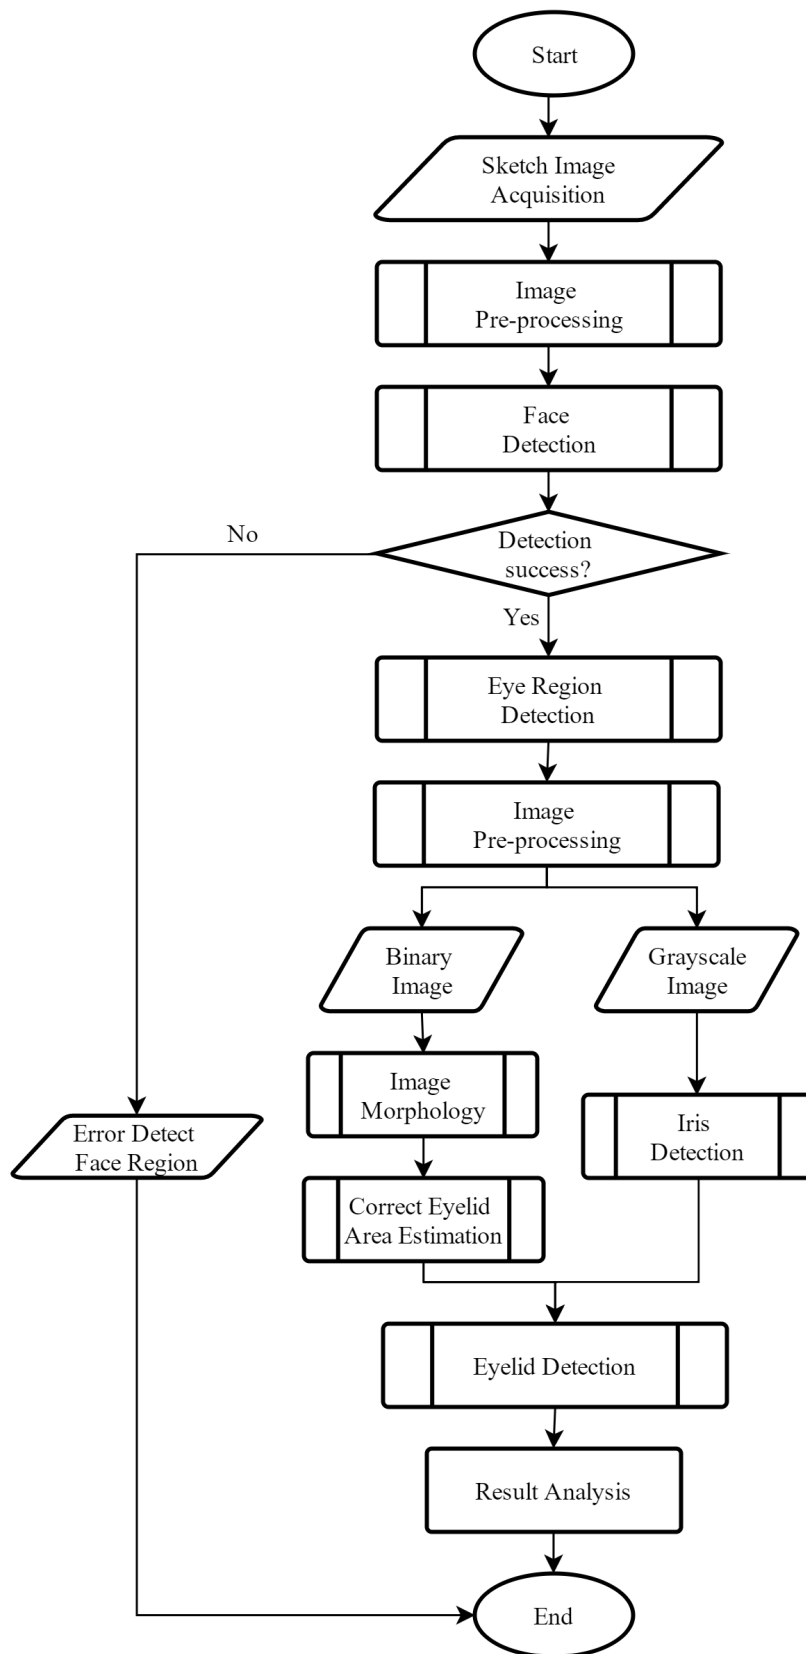 Start
Sketch Image
Acquisition
Image
Pre-processing
Face
Detection
No
Detection
success?
Yes
Eye Region
Detection
Image
Pre-processing
Binary
Image
Grayscale
Image
Image
Morphology
Iris
Detection
Error Detect
Face Region
Correct Eyelid
Area Estimation
Eyelid Detection
Result Analysis
End